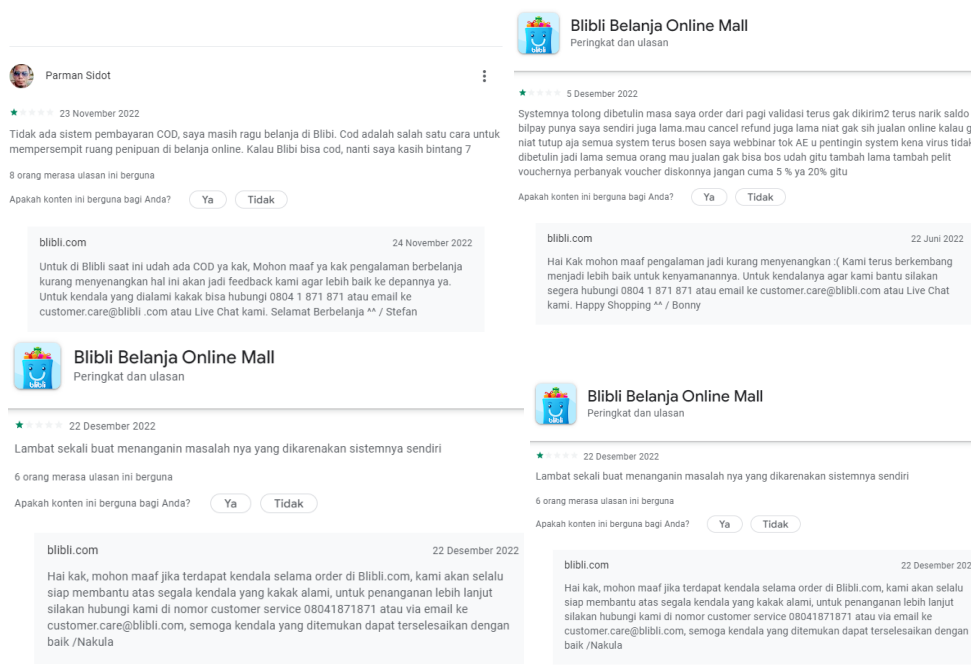 Parman Sidot
23 November 2022
Tidak ada sistem pembayaran COD, saya masih ragu belanja di Blibi. Cod adalah salah satu cara untuk
mempersempit ruang penipuan di belanja online. Kalau Blibi bisa cod, nanti saya kasih bintang 7
8 orang merasa ulasan ini berguna
Apakah konten ini berguna bagi Anda? Ya Tidak
blibli.com 24 November 2022
Untuk di Blibli saat ini udah ada COD ya kak, Mohon maaf ya kak pengalaman berbelanja
kurang menyenangkan hal ini akan jadi feedback kami agar lebih baik ke depannya ya.
Untuk kendala yang dialami kakak bisa hubungi 0804 1 871 871 atau email ke
customer.care@blibli .com atau Live Chat kami. Selamat Berbelanja ^^ / Stefan
Blibli Belanja Online Mall
Peringkat dan ulasan
5 Desember 2022
Systemnya tolong dibetulin masa saya order dari pagi validasi terus gak dikirim2 terus narik saldo
bilpay punya saya sendiri juga lama.mau cancel refund juga lama niat gak sih jualan online kalau g
niat tutup aja semua system terus bosen saya webbinar tok AE u pentingin system kena virus tidak
dibetulin jadi lama semua orang mau jualan gak bisa bos udah gitu tambah lama tambah pelit
vouchernya perbanyak voucher diskonnya jangan cuma 5 % ya 20% gitu
Apakah konten ini berguna bagi Anda? Ya Tidak
blibli.com 22 Juni 2022
Hai Kak mohon maaf pengalaman jadi kurang menyenangkan :( Kami terus berkembang
menjadi lebih baik untuk kenyamanannya. Untuk kendalanya agar kami bantu silakan
segera hubungi 0804 1 871 871 atau email ke customer.care@blibli.com atau Live Chat
kami. Happy Shopping ^^ / Bonny
blibli
Blibli Belanja Online Mall
Peringkat dan ulasan
22 Desember 2022
Lambat sekali buat menanganin masalah nya yang dikarenakan sistemnya sendiri
6 orang merasa ulasan ini berguna
Apakah konten ini berguna bagi Anda? Ya Tidak
blibli.com 22 Desember 2022
Hai kak, mohon maaf jika terdapat kendala selama order di Blibli.com, kami akan selalu
siap membantu atas segala kendala yang kakak alami, untuk penanganan lebih lanjut
silakan hubungi kami di nomor customer service 08041871871 atau via email ke
customer.care@blibli.com, semoga kendala yang ditemukan dapat terselesaikan dengan
baik /Nakula
blibli
Blibli Belanja Online Mall
Peringkat dan ulasan
22 Desember 2022
Lambat sekali buat menanganin masalah nya yang dikarenakan sistemnya sendiri
6 orang merasa ulasan ini berguna
Apakah konten ini berguna bagi Anda? Ya Tidak
blibli.com 22 Desember 202
Hai kak, mohon maaf jika terdapat kendala selama order di Blibli.com, kami akan selalu
siap membantu atas segala kendala yang kakak alami, untuk penanganan lebih lanjut
silakan hubungi kami di nomor customer service 08041871871 atau via email ke
customer.care@blibli.com, semoga kendala yang ditemukan dapat terselesaikan dengan
baik /Nakula
blibli